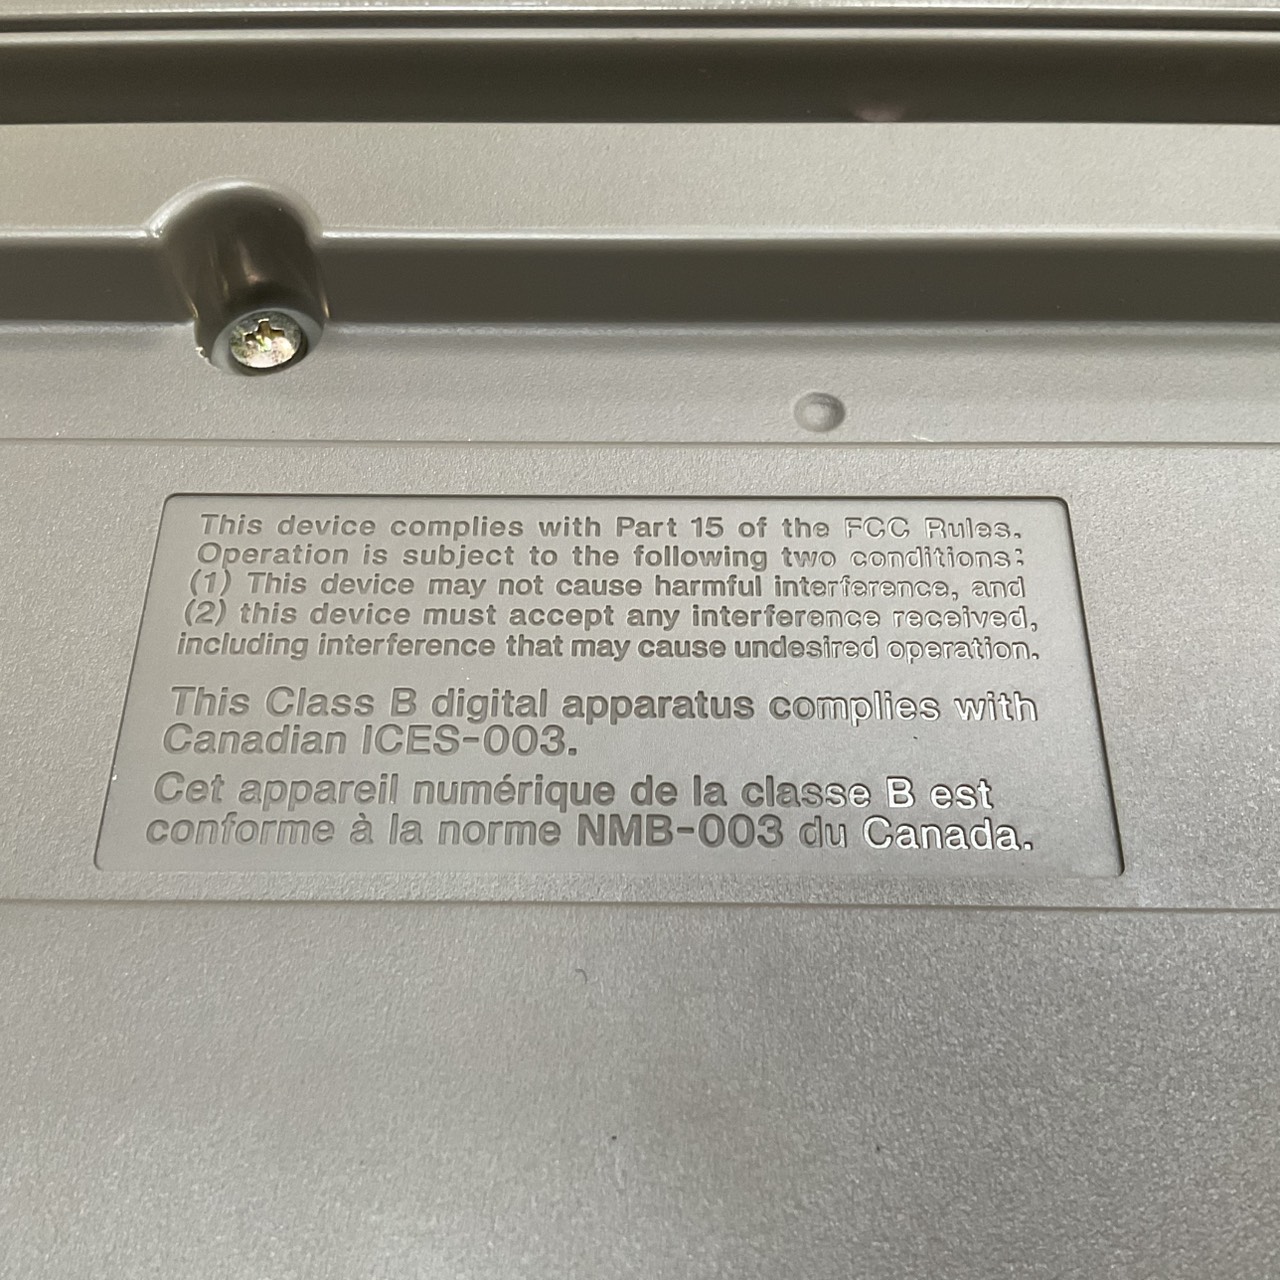 This device complies with Part 15 of the FCC Rules.
Operation is subject to the following two conditions:
(1) This device may not cause harmful interference, and
(2) this device must accept any interference received,
including interference that may cause undesired operation.
This Class B digital apparatus complies with
Canadian ICES-003.
Cet appareil numérique de la classe B est
conforme à la norme NMB-003 du Canada.